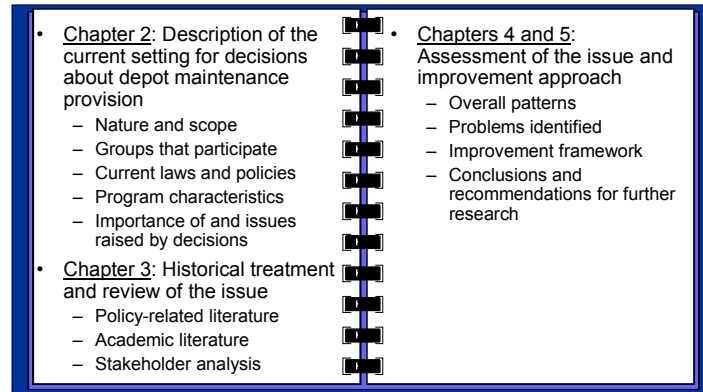 • Chapter 2: Description of the
current setting for decisions
about depot maintenance
provision
– Nature and scope
– Groups that participate
– Current laws and policies
– Program characteristics
– Importance of and issues
raised by decisions
• Chapter 3: Historical treatment
and review of the issue
– Policy-related literature
– Academic literature
– Stakeholder analysis
• Chapters 4 and 5:
Assessment of the issue and
improvement approach
– Overall patterns
– Problems identified
– Improvement framework
– Conclusions and
recommendations for further
research